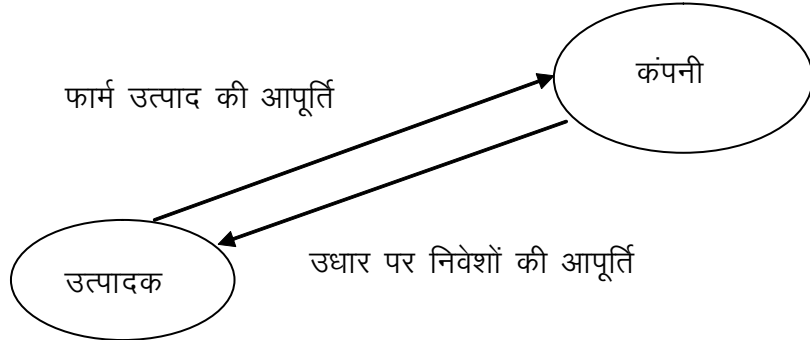 कंपनी
फार्म उत्पाद की आपूर्ति
उधार पर निवेशों की आपूर्ति
उत्पादक